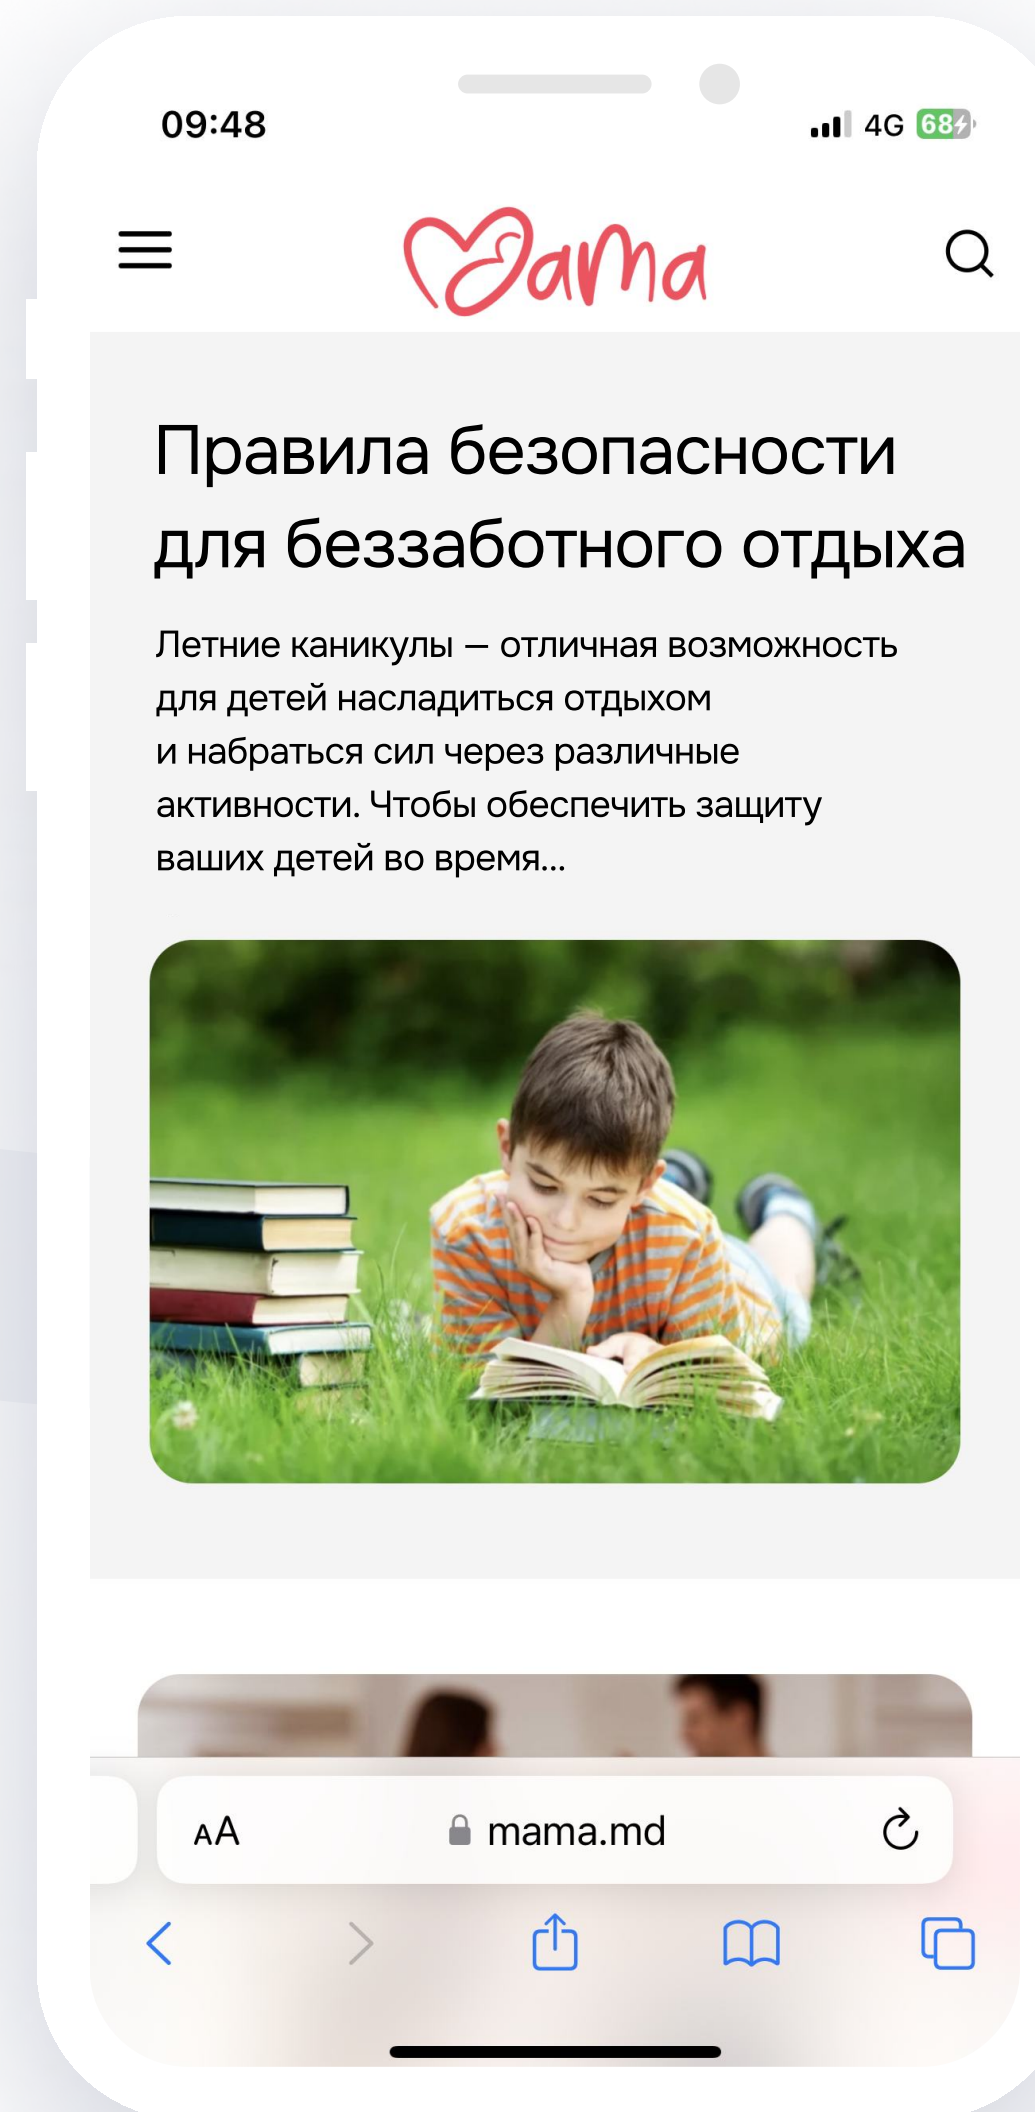 09:48
4G 68
Mama
Правила безопасности
для беззаботного отдыха
Летние каникулы — отличная возможность
для детей насладиться отдыхом
и набраться сил через различные
активности. Чтобы обеспечить защиту
ваших детей во время...
AA mama.md